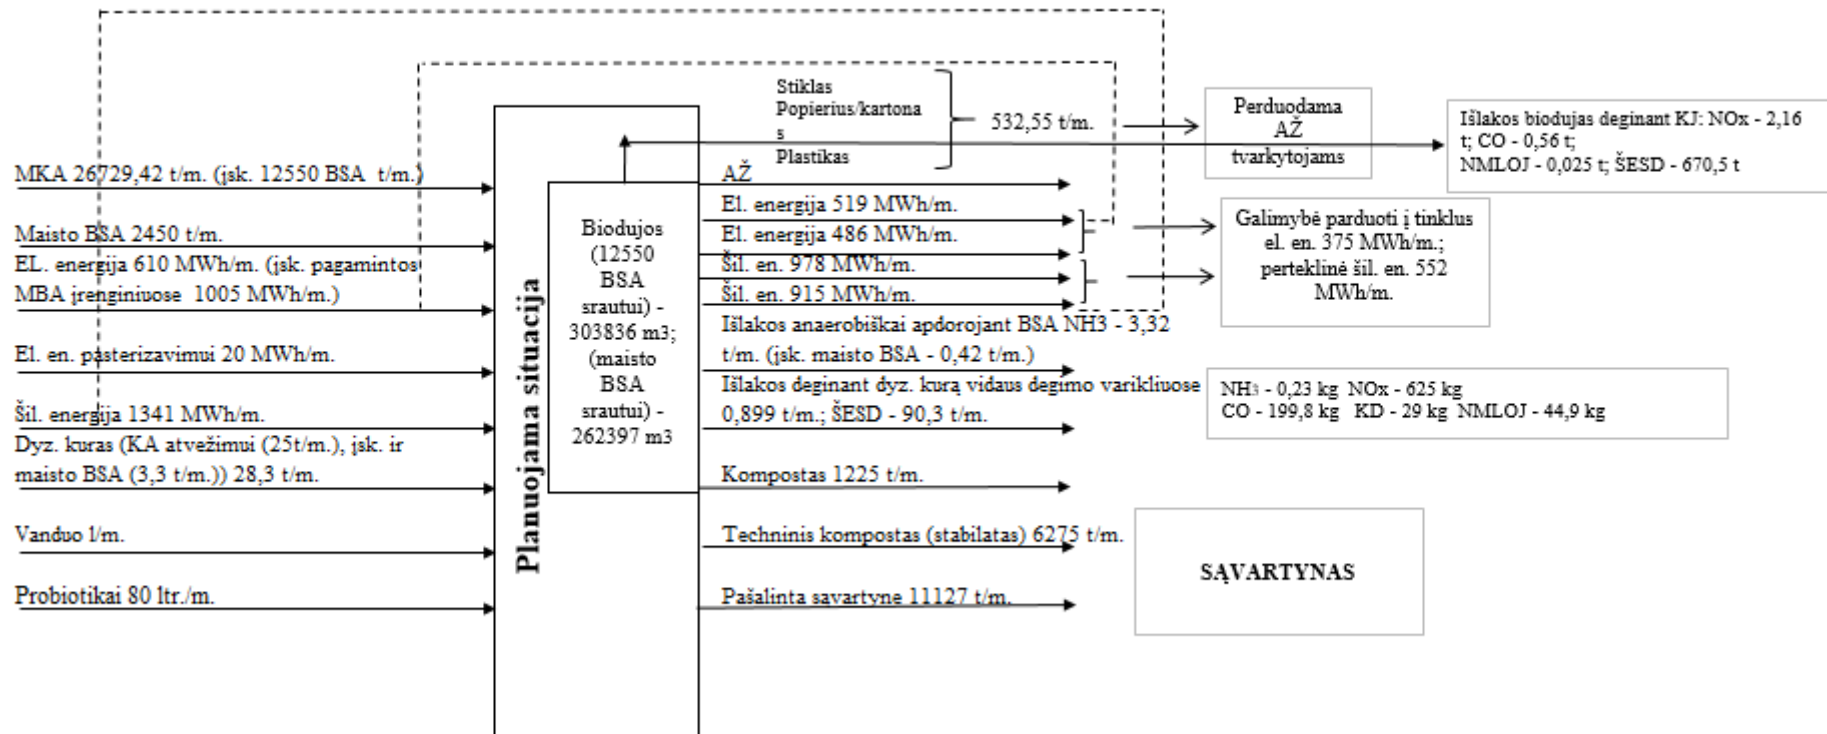 MKA 26729,42 t/m. (įsk. 12550 BSA t/m.)
Maisto BSA 2450 t/m.
EL. energija 610 MWh/m. (įsk. pagamintos
MBA įrenginiuose 1005 MWh/m.)
El. en. pasterizavimui 20 MWh/m.
Šil. energija 1341 MWh/m.
Dyz. kuras (KA atvežimui (25t/m.), įsk. ir
maisto BSA (3,3 t/m.)) 28,3 t/m.
Vanduo l/m.
Probiotikai 80 ltr./m.
Planuojama situacija
Biodujos
(12550
BSA
srautui) -
303836 m3;
(maisto
BSA
srautui) -
262397 m3
Stiklas
Popierius/kartona
s
Plastikas
532,55 t/m.
AŽ
El. energija 519 MWh/m.
El. energija 486 MWh/m.
Šil. en. 978 MWh/m.
Šil. en. 915 MWh/m.
Išlakos anaerobiškai apdorojant BSA NH3 - 3,32
t/m. (įsk. maisto BSA - 0,42 t/m.)
Išlakos deginant dyz. kurą vidaus degimo varikliuose
0,899 t/m.; ŠESD - 90,3 t/m.
Kompostas 1225 t/m.
Techninis kompostas (stabilatas) 6275 t/m.
Pašalinta sąvartyne 11127 t/m.
Perduodama
AŽ
tvarkytojams
Išlakos biodujas deginant KJ: NOx - 2,16
t; CO - 0,56 t;
NMLOJ - 0,025 t; ŠESD - 670,5 t
Galimybė parduoti į tinklus
el. en. 375 MWh/m.;
perteklinė šil. en. 552
MWh/m.
NH3 - 0,23 kg NOx - 625 kg
CO - 199,8 kg KD - 29 kg NMLOJ - 44,9 kg
SĄVARTYNAS